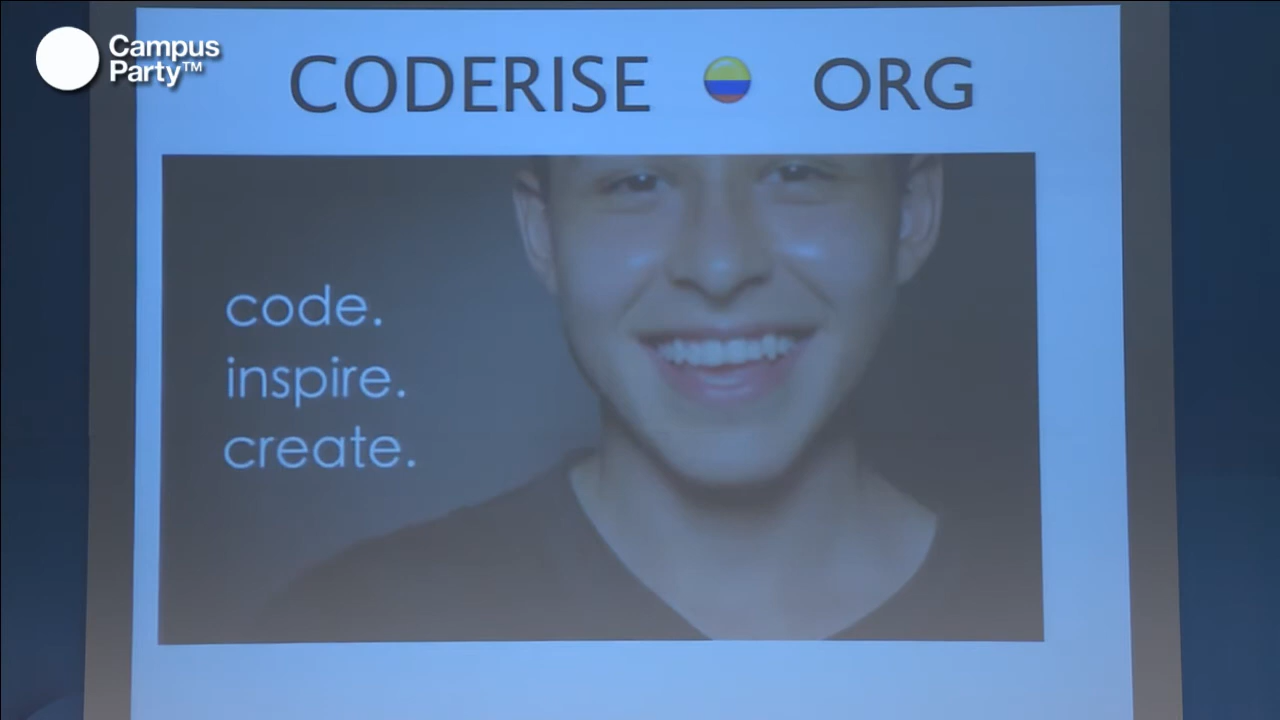 Campus
Party™
CODERISE ORG
code.
inspire.
create.